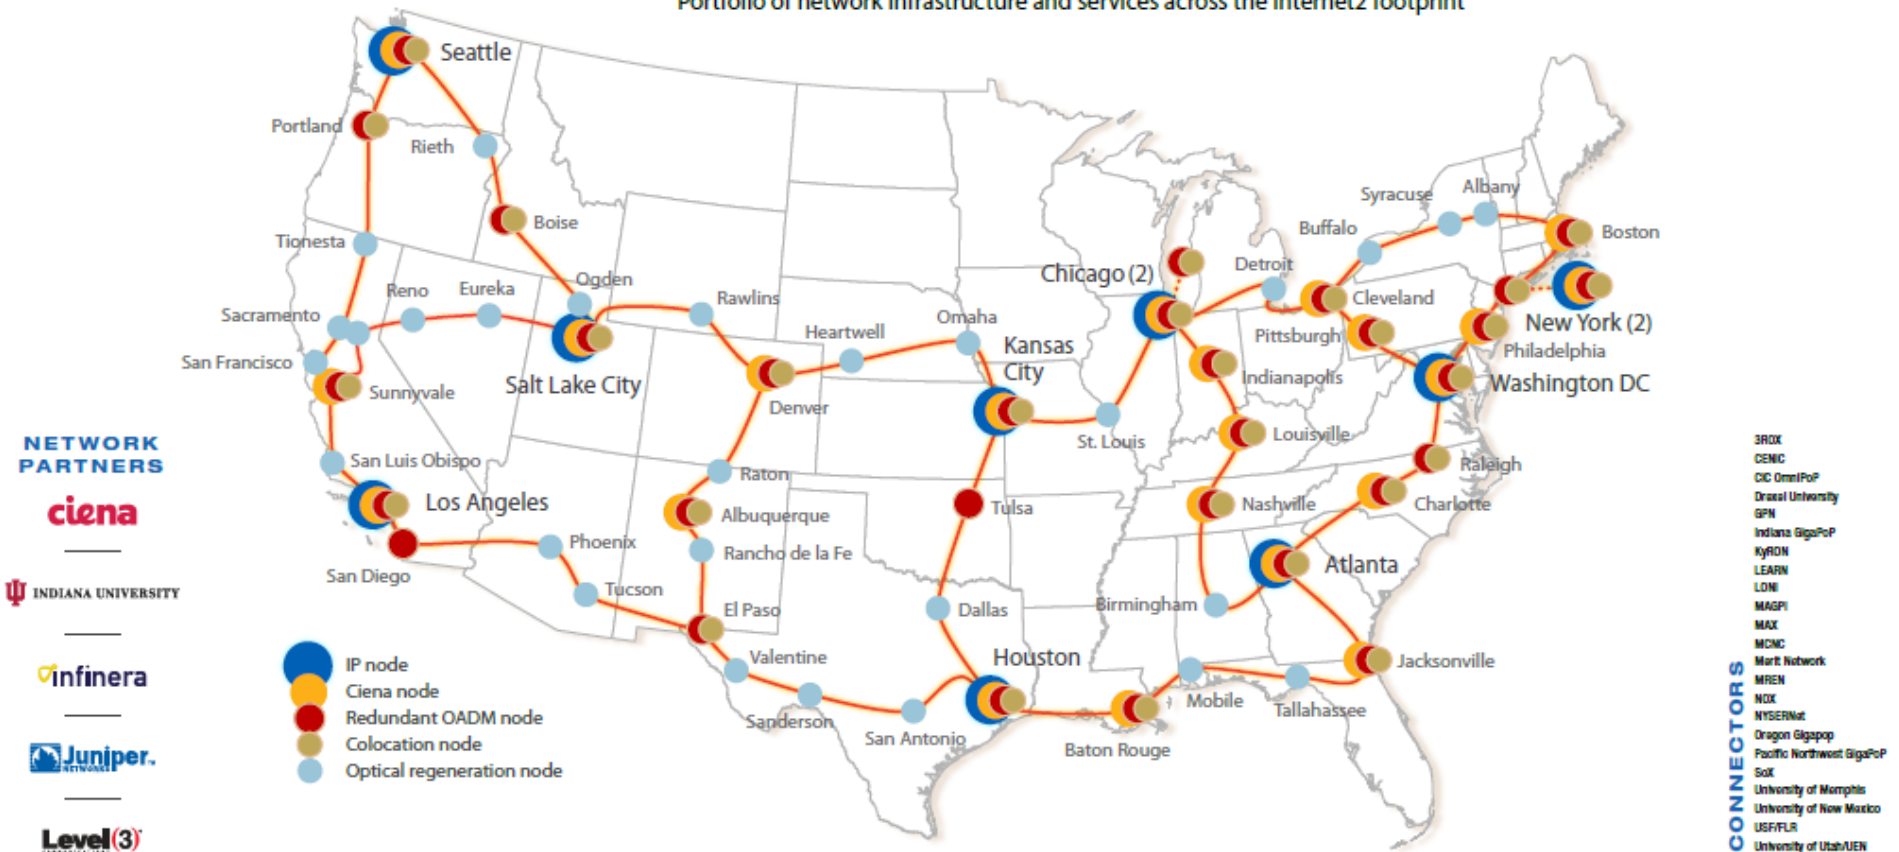 Portfolio of network infrastructure and services across the Internet2 footprint
Seattle
Portland
Rieth
Boise
Tionesta
Ogden
Reno
Eureka
Rawlins
Sacramento
San Francisco
Sunnyvale
Salt Lake City
Heartwell
Omaha
Kansas
City
Denver
St. Louis
San Luis Obispo
Los Angeles
Raton
Albuquerque
Rancho de la Fe
Tulsa
San Diego
Phoenix
Tucson
El Paso
Dallas
Valentine
Sanderson
San Antonio
Houston
Chicago (2)
Detroit
Buffalo
Syracuse
Albany
Boston
Cleveland
Pittsburgh
New York (2)
Philadelphia
Washington DC
Indianapolis
Louisville
Raleigh
Nashville
Charlotte
Atlanta
Birmingham
Jacksonville
Mobile
Tallahassee
Baton Rouge
NETWORK
PARTNERS
ciena
INDIANA UNIVERSITY
infinera
Juniper
NETWORKS
Level(3)
IP node
Ciena node
Redundant OADM node
Colocation node
Optical regeneration node
CONNECTORS
3ROX
CENIC
CIC OmniPoP
Drexel University
GPN
Indiana GigaPoP
KyRON
LEARN
LONI
MAGPI
MAX
MCNC
Merit Network
MREN
NOX
NYSERNet
Oregon Gigapop
Pacific Northwest GigaPoP
SoX
University of Memphis
University of New Mexico
USF/FLR
University of Utah/UEN